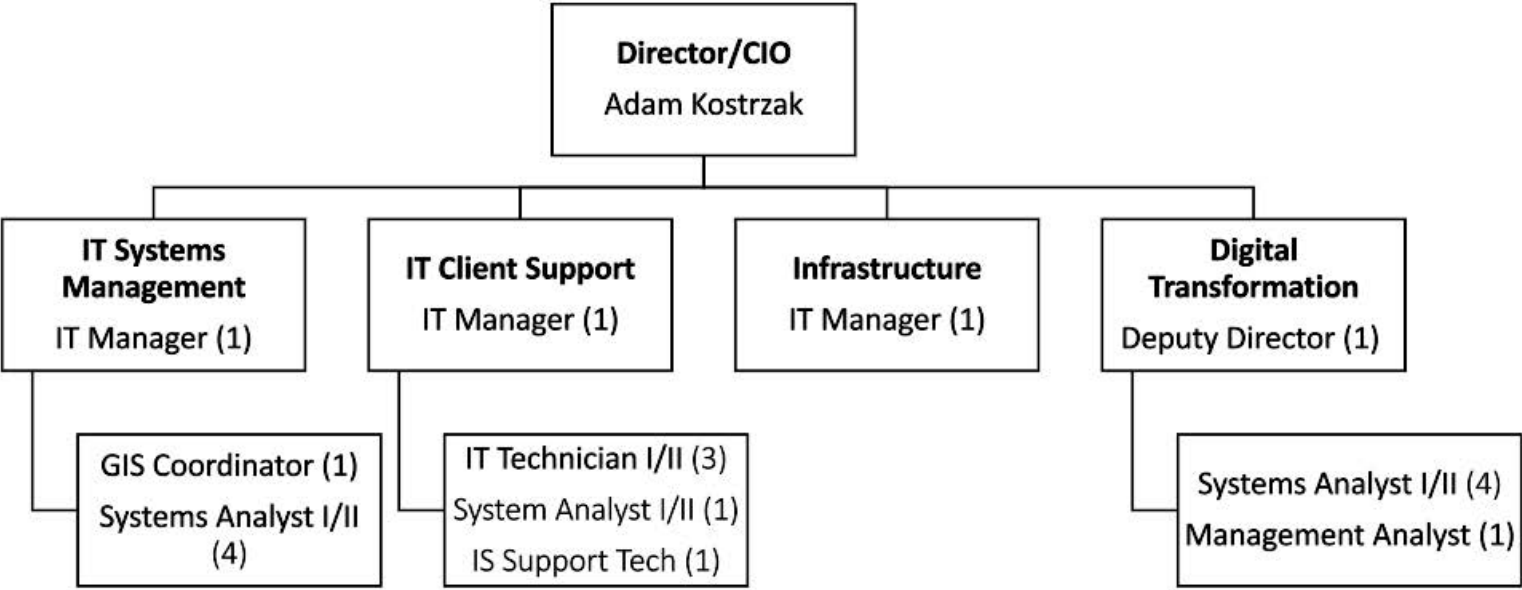 Director/CIO
Adam Kostrzak
IT Systems
Management
IT Manager (1)
IT Client Support
IT Manager (1)
Infrastructure
IT Manager (1)
Digital
Transformation
Deputy Director (1)
GIS Coordinator (1)
Systems Analyst I/II
(4)
IT Technician I/II (3)
System Analyst I/II (1)
IS Support Tech (1)
Systems Analyst I/II (4)
Management Analyst (1)